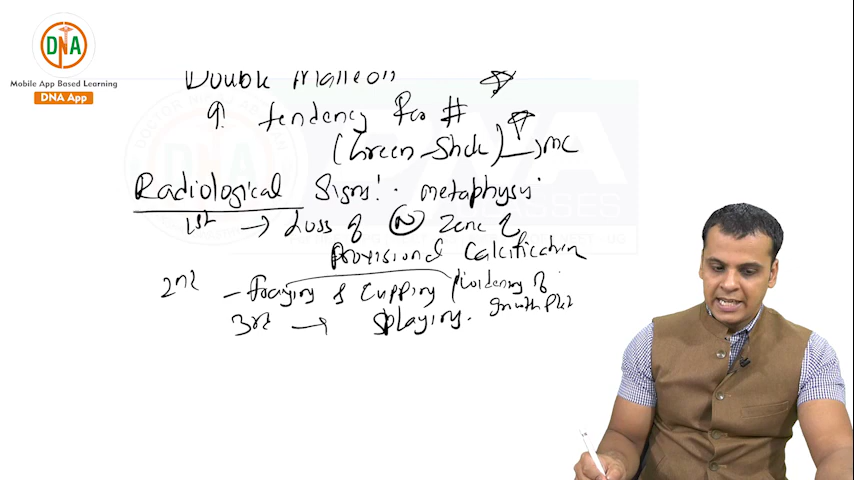 DNA
Mobile App Based Learning
DNA App
Double Malleoli
↑ tendency for #
(Green-Stick) → MC
Radiological Signs: metaphysis
1st → Loss of (N) zone of
Provisional Calcification
2nd - Fraying & Cupping / widening of
growth Plate
3rd → Splaying.